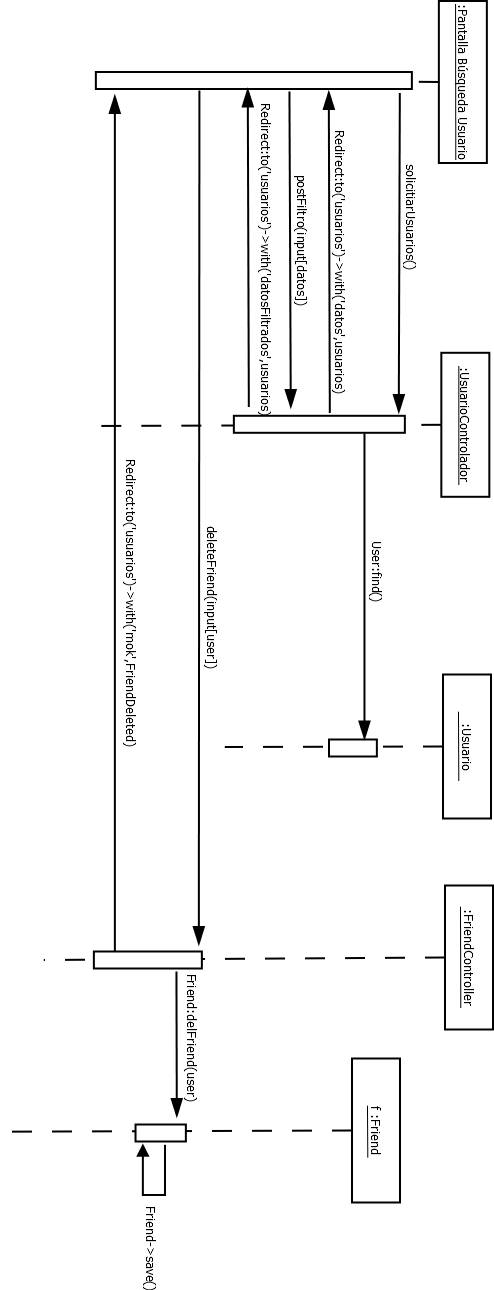 :Pantalla Búsqueda Usuario
:UsuarioControlador
:Usuario
:FriendController
f :Friend
solicitiarUsuarios()
User:find()
Redirect:to('usuarios')->with('datos',usuarios)
postFiltro(input[datos])
Redirect:to('usuarios')->with('datosFiltrados',usuarios)
deleteFriend(input[user])
Friend:delFriend(user)
Friend->save()
Redirect:to('usuarios')->with('mok',FriendDeleted)